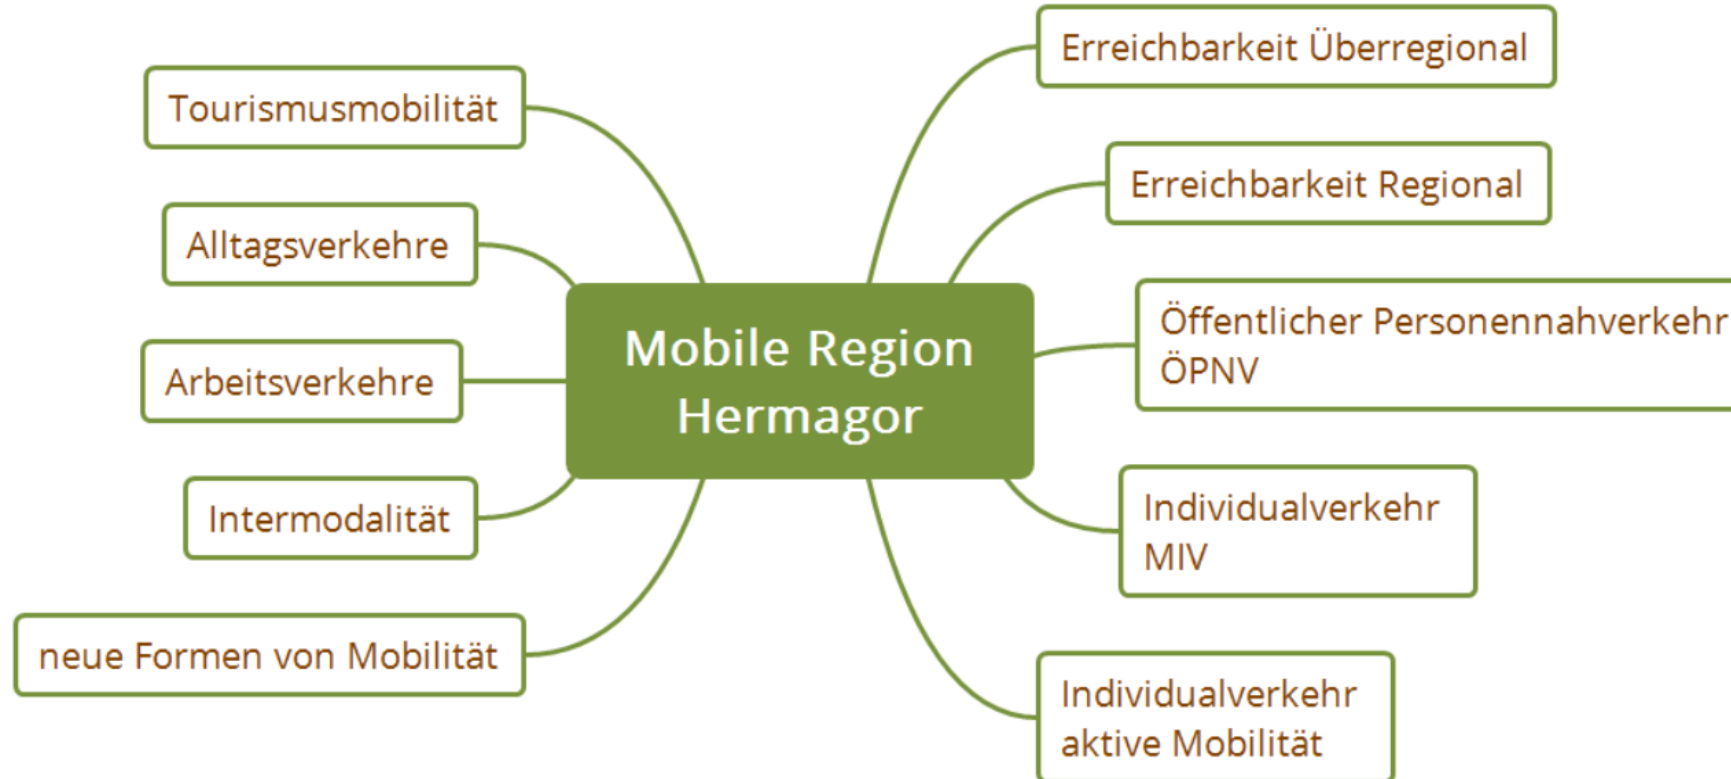 Erreichbarkeit Überregional
Tourismusmobilität
Erreichbarkeit Regional
Alltagsverkehre
Öffentlicher Personennahverkehr
ÖPNV
Mobile Region
Hermagor
Arbeitsverkehre
Individualverkehr
MIV
Intermodalität
neue Formen von Mobilität
Individualverkehr
aktive Mobilität